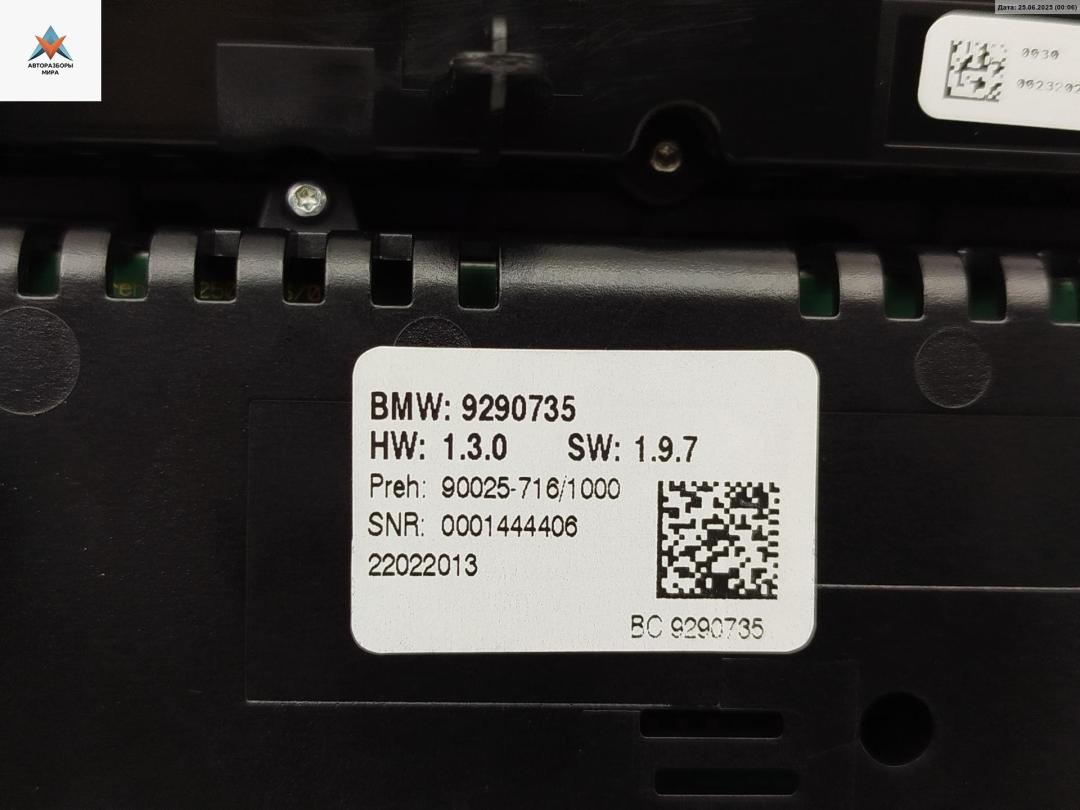 Дата: 25.06.2025 (00:06)
АВТОРАЗБОРЫ
МИРА
0030
BMW: 9290735
HW: 1.3.0 SW: 1.9.7
Preh: 90025-716/1000
SNR: 0001444406
22022013
BC 9290735